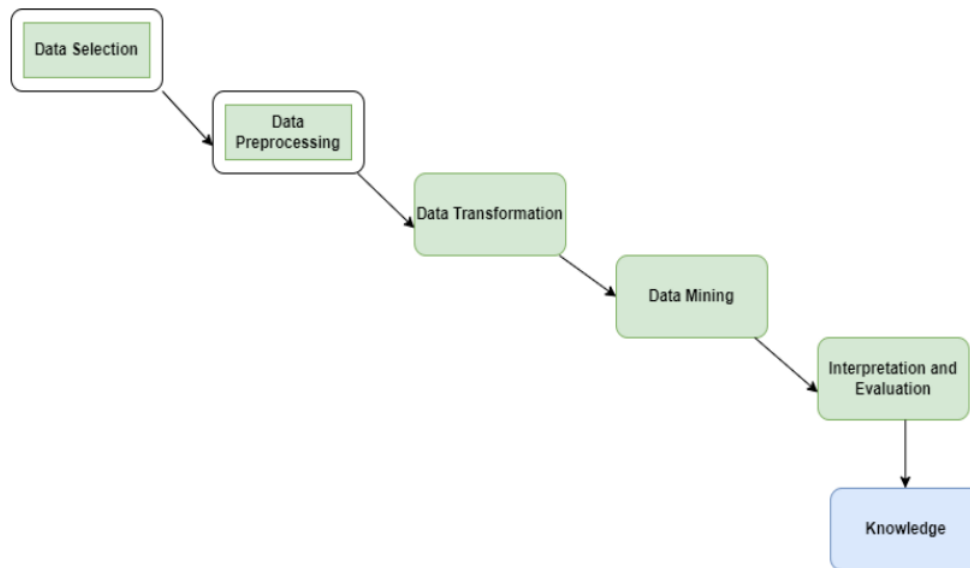 Data Selection
Data
Preprocessing
Data Transformation
Data Mining
Interpretation and
Evaluation
Knowledge